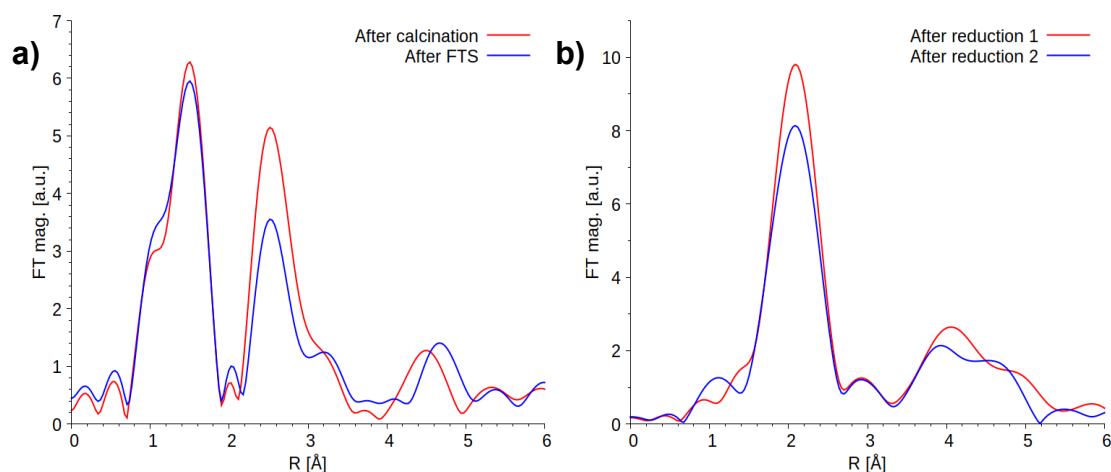 a)
After calcination
After FTS
FT mag. [a.u.]
7
6
5
4
3
2
1
0
0 1 2 3 4 5 6
R [Å]
b)
After reduction 1
After reduction 2
FT mag. [a.u.]
10
8
6
4
2
0
0 1 2 3 4 5 6
R [Å]